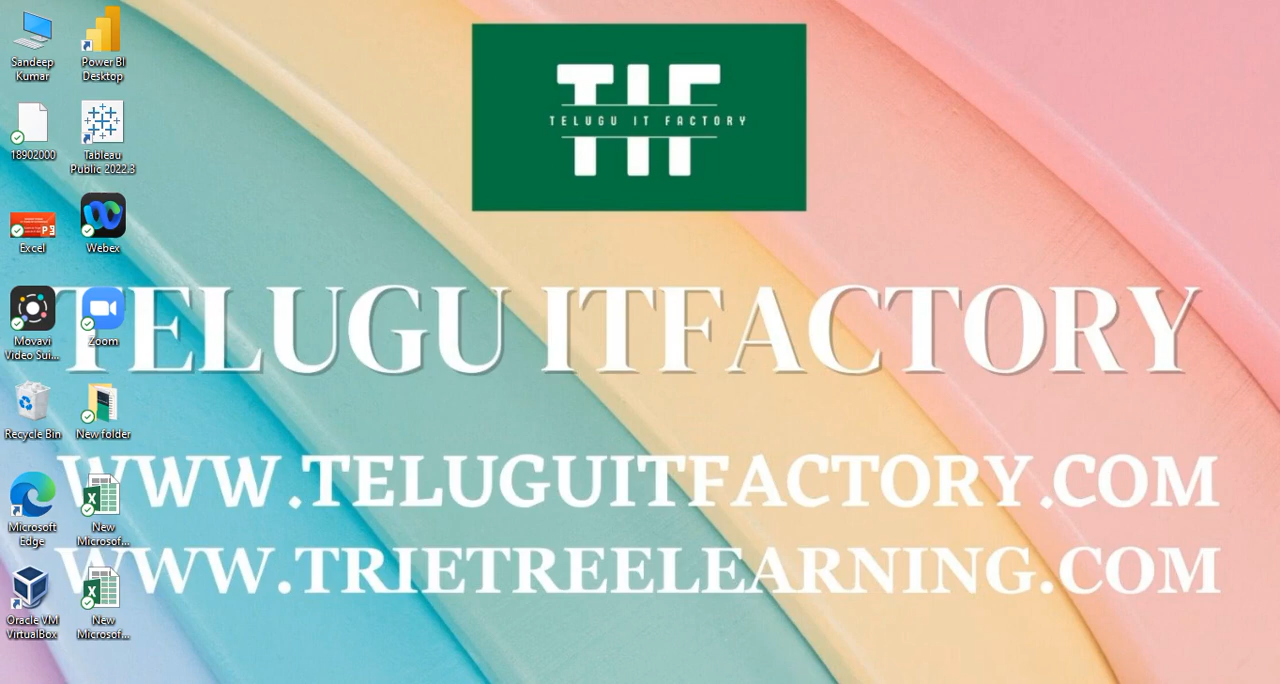 Sandeep
Kumar
Power BI
Desktop
18902000
Tableau
Public 2022.3
Excel
Webex
Movavi
Video Sui...
Zoom
Recycle Bin
New folder
Microsoft
Edge
New
Microsof...
Oracle VM
VirtualBox
New
Microsof...
TIF
TELUGU IT FACTORY
TELUGU ITFACTORY
WWW.TELUGUITFACTORY.COM
WWW.TRIETREELEARNING.COM